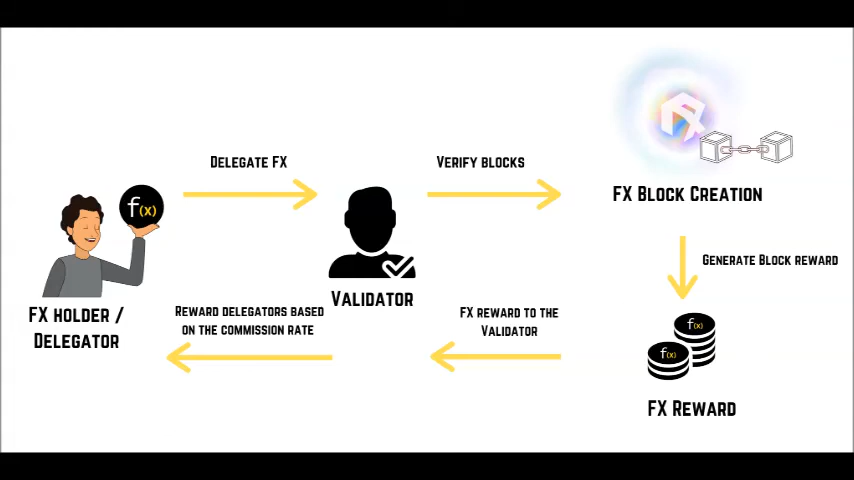 DELEGATE FX
VERIFY BLOCKS
FX BLOCK CREATION
f(x)
GENERATE BLOCK REWARD
VALIDATOR
REWARD DELEGATORS BASED
ON THE COMMISSION RATE
FX REWARD TO THE
VALIDATOR
FX HOLDER /
DELEGATOR
f(x)
f(x)
FX REWARD